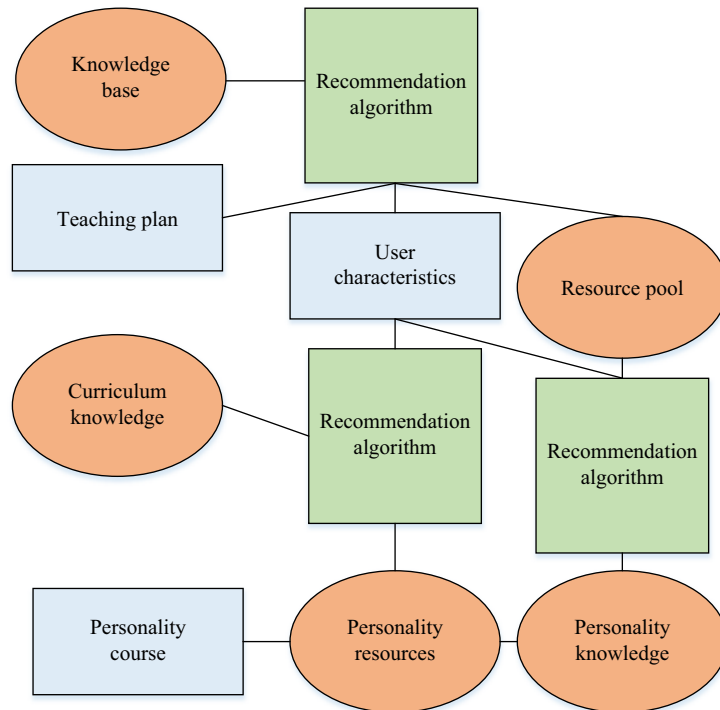 Knowledge
base
Recommendation
algorithm
Teaching plan
User
characteristics
Resource pool
Curriculum
knowledge
Recommendation
algorithm
Recommendation
algorithm
Personality
course
Personality
resources
Personality
knowledge